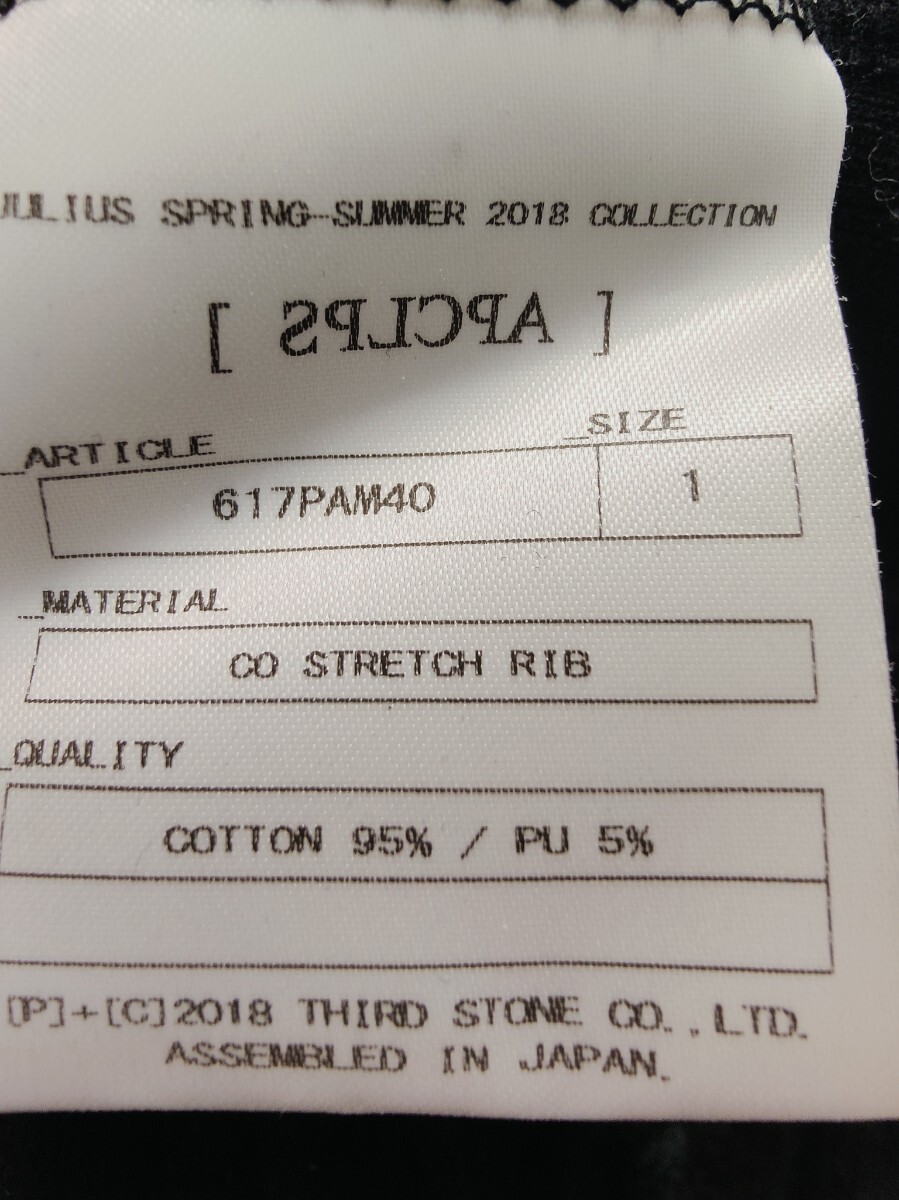 JULIUS SPRING-SUMMER 2018 COLLECTION
[ APCLPS ]
_ARTICLE _SIZE
617PAM40 1
_MATERIAL
CO STRETCH RIB
_QUALITY
COTTON 95% / PU 5%
[P]+[C]2018 THIRD STONE CO.,LTD.
ASSEMBLED IN JAPAN.